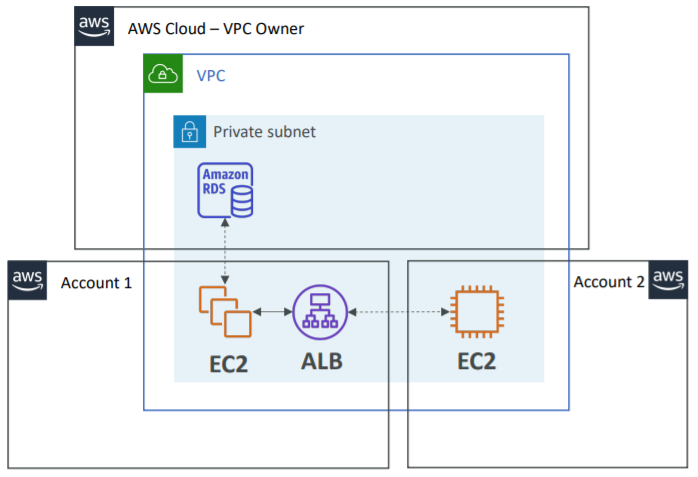 aws
AWS Cloud – VPC Owner
VPC
Private subnet
Amazon
RDS
aws
Account 1
Account 2
aws
EC2
ALB
EC2